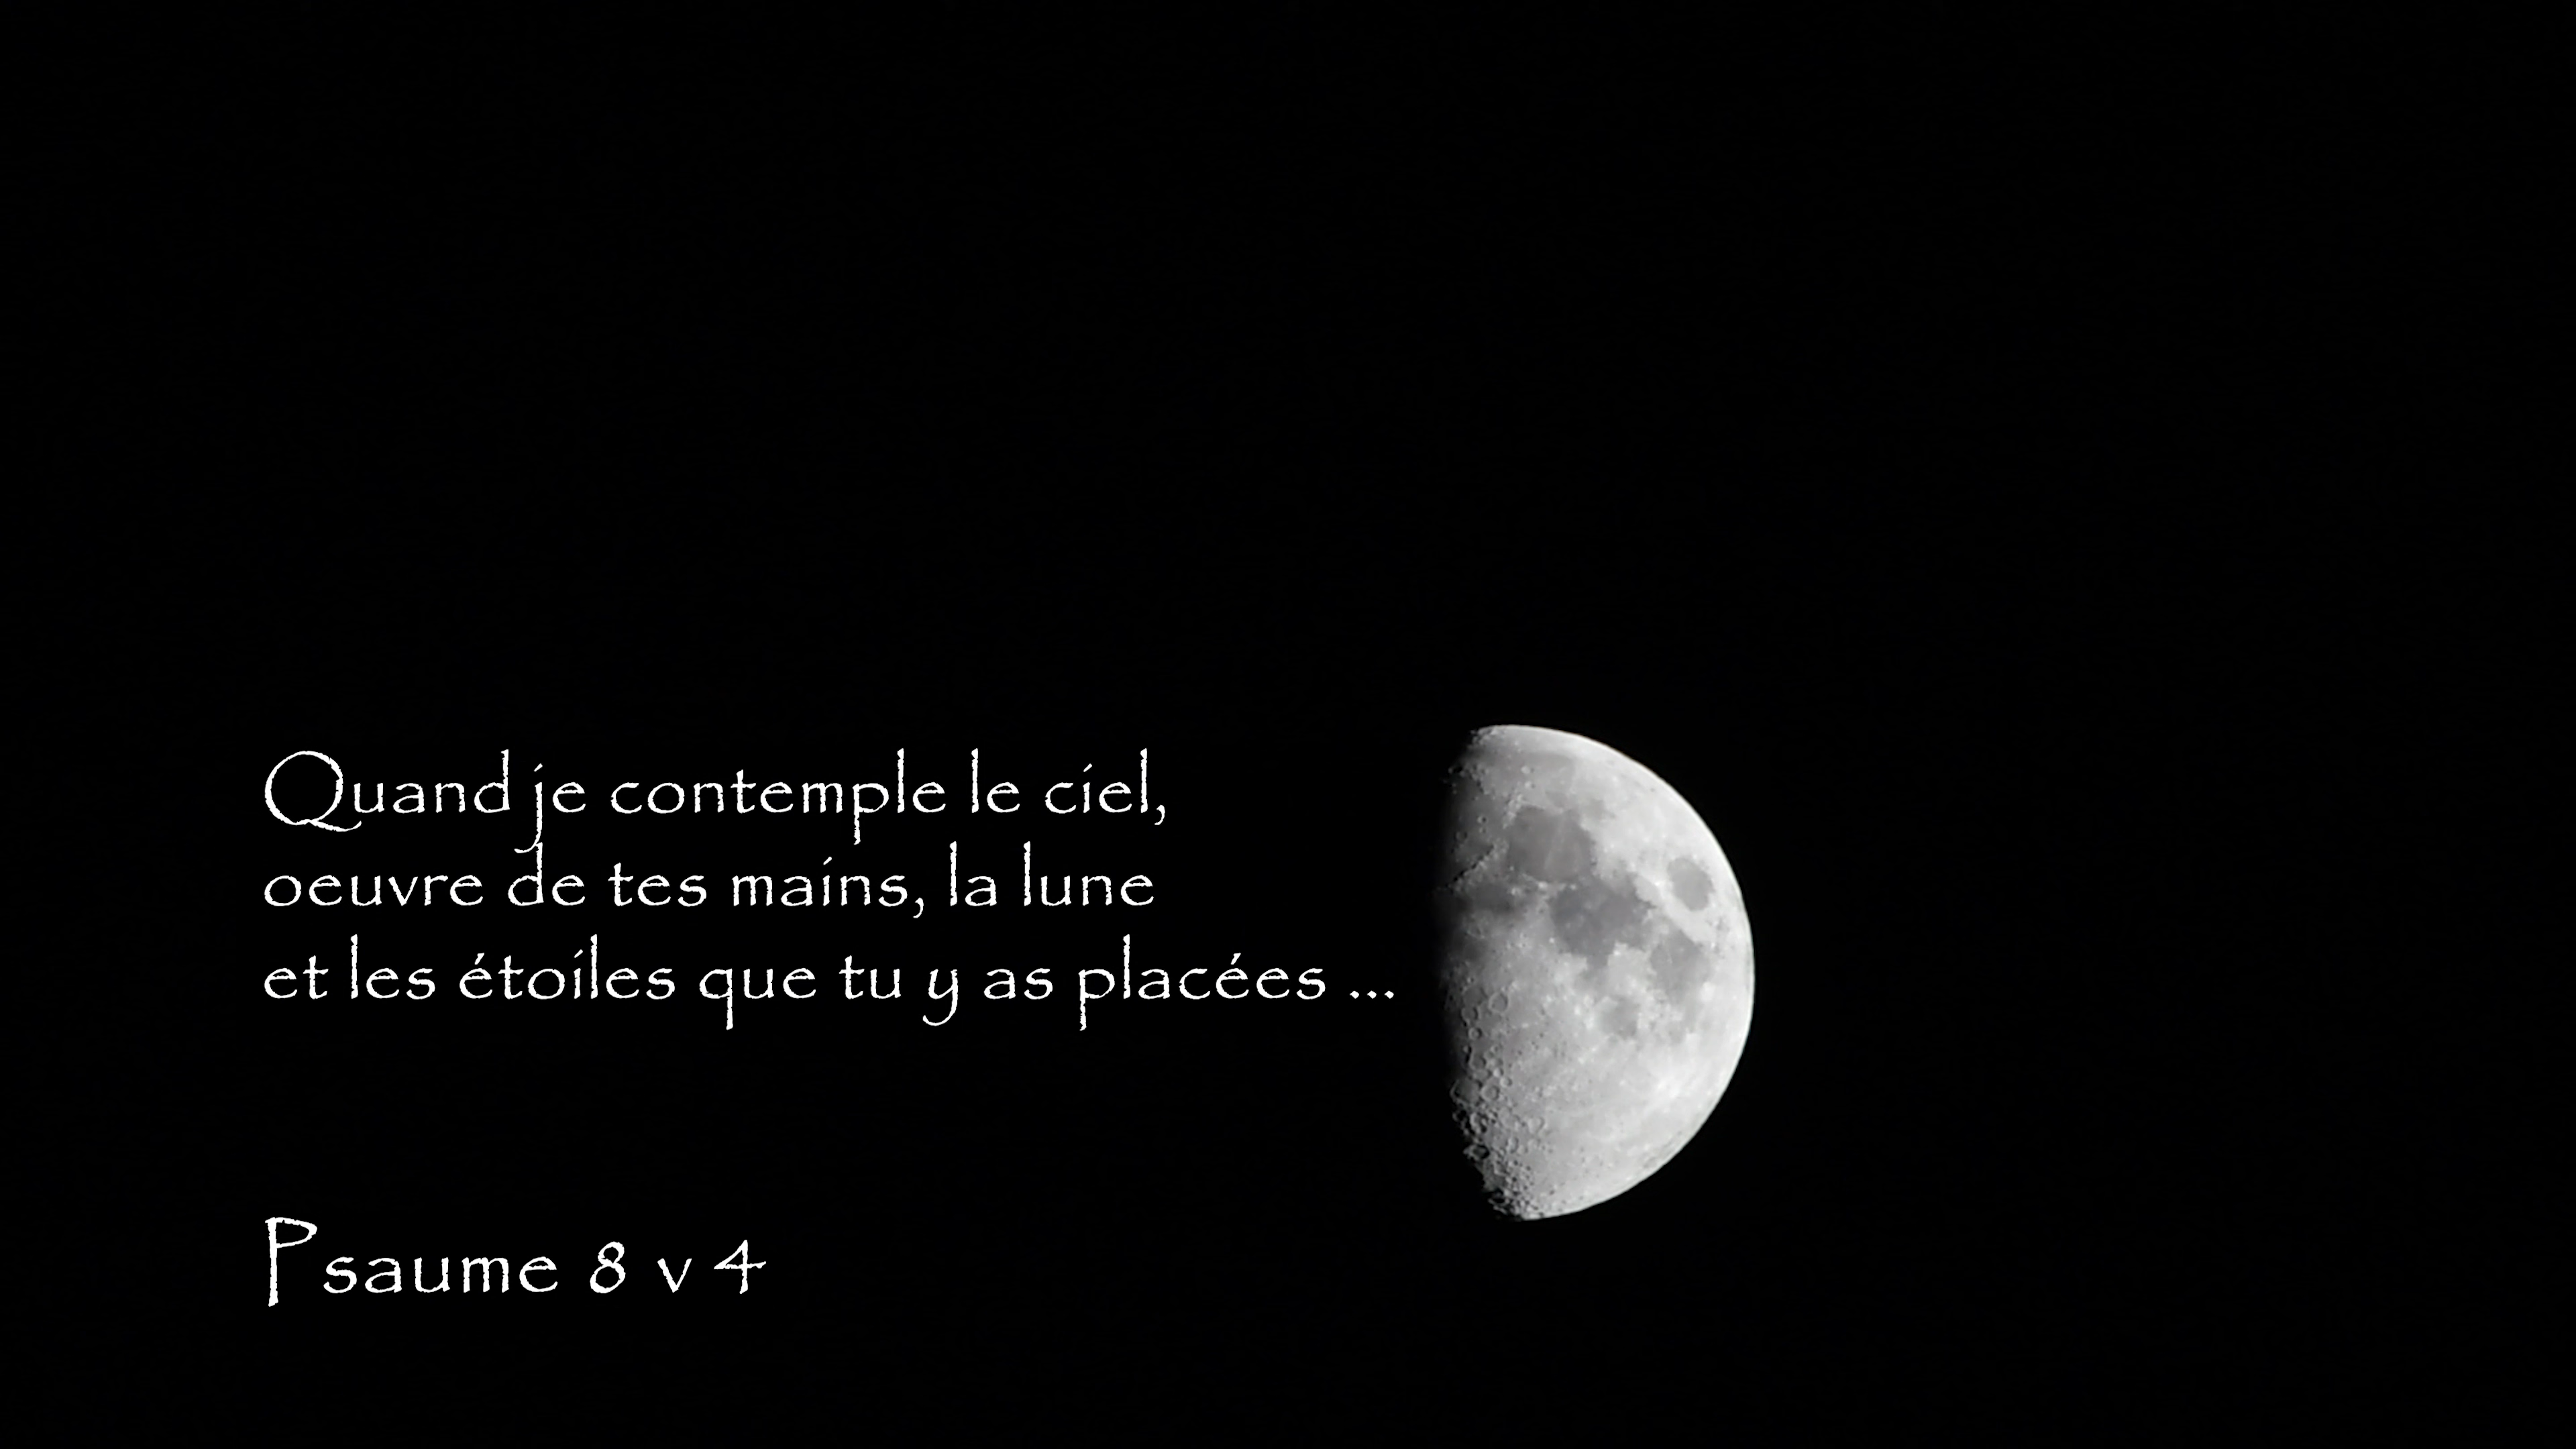 Quand je contemple le ciel,
oeuvre de tes mains, la lune
et les étoiles que tu y as placées ...
Psaume 8 v 4